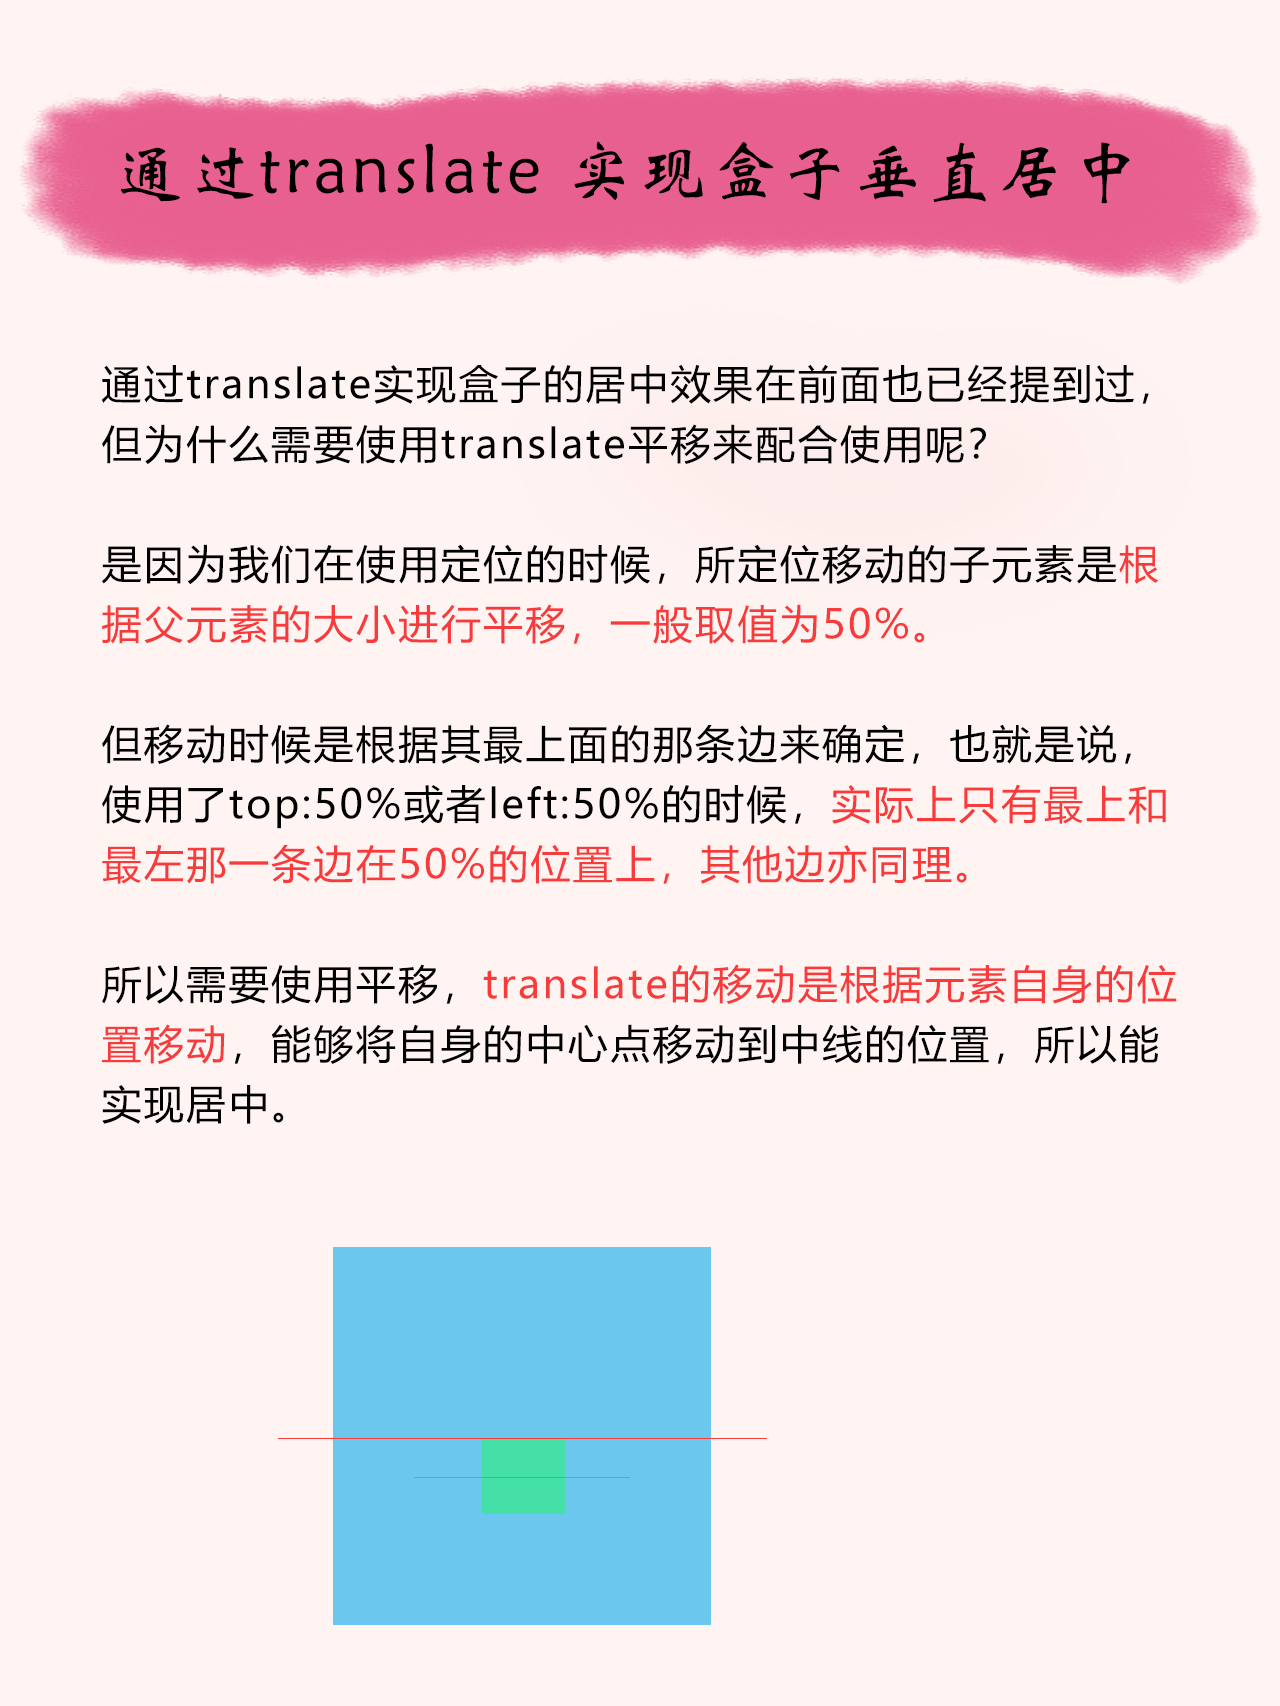 通过translate 实现盒子垂直居中
通过translate实现盒子的居中效果在前面也已经提到过，
但为什么需要使用translate平移来配合使用呢？
是因为我们在使用定位的时候，所定位移动的子元素是根
据父元素的大小进行平移，一般取值为50%。
但移动时候是根据其最上面的那条边来确定，也就是说，
使用了top:50%或者left:50%的时候，实际上只有最上和
最左那一条边在50%的位置上，其他边亦同理。
所以需要使用平移，translate的移动是根据元素自身的位
置移动，能够将自身的中心点移动到中线的位置，所以能
实现居中。